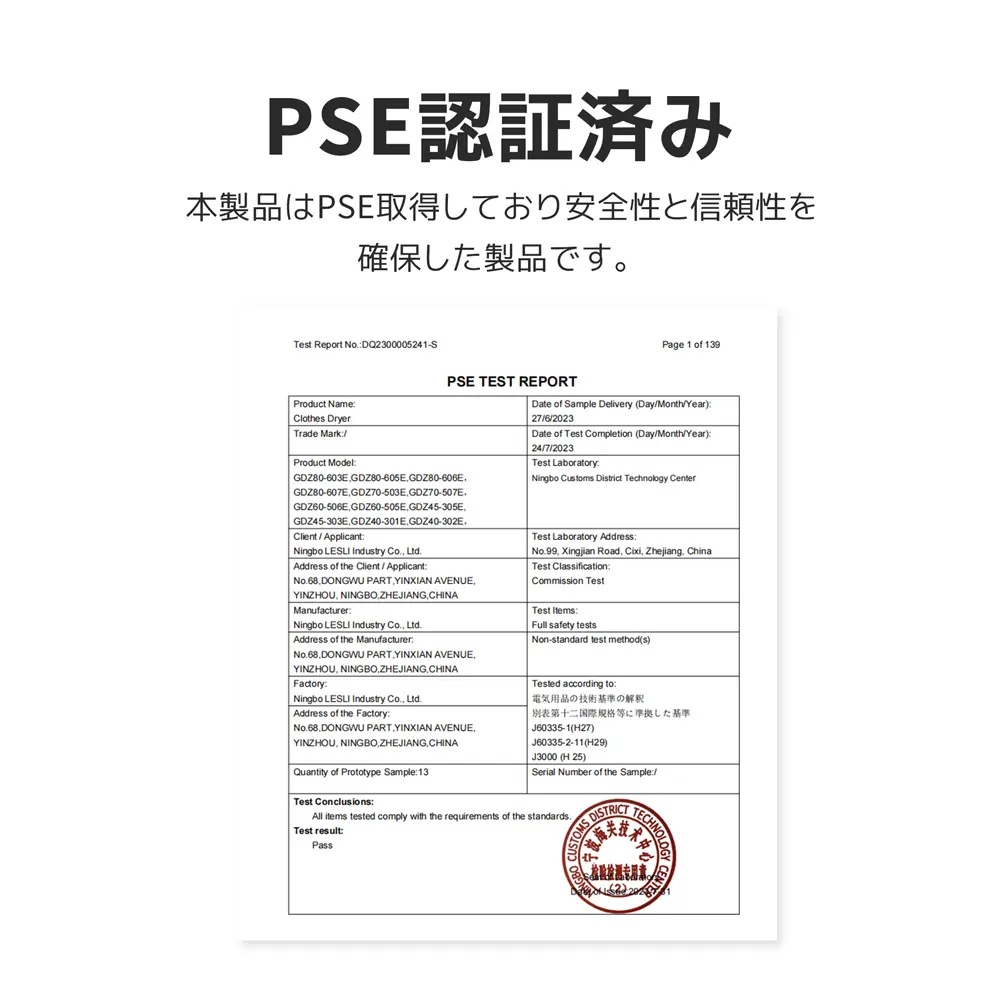 PSE認証済み
本製品はPSE取得しており安全性と信頼性を
確保した製品です。
Test Report No.:DQ2300005241-S
Page 1 of 139
PSE TEST REPORT
Product Name:
Clothes Dryer
Date of Sample Delivery (Day/Month/Year):
27/6/2023
Trade Mark:/
Date of Test Completion (Day/Month/Year):
24/7/2023
Product Model:
GDZ80-603E,GDZ80-605E,GDZ80-606E,
GDZ80-607E,GDZ70-503E,GDZ70-507E,
GDZ60-506E,GDZ60-505E,GDZ45-305E,
GDZ45-303E,GDZ40-301E,GDZ40-302E,
Test Laboratory:
Ningbo Customs District Technology Center
Client / Applicant:
Ningbo LESLI Industry Co., Ltd.
Test Laboratory Address:
No.99, Xingjian Road, Cixi, Zhejiang, China
Address of the Client / Applicant:
No.68,DONGWU PART,YINXIAN AVENUE,
YINZHOU, NINGBO,ZHEJIANG,CHINA
Test Classification:
Commission Test
Manufacturer:
Ningbo LESLI Industry Co., Ltd.
Test Items:
Full safety tests
Address of the Manufacturer:
No.68,DONGWU PART,YINXIAN AVENUE,
YINZHOU, NINGBO,ZHEJIANG,CHINA
Non-standard test method(s)
Factory:
Ningbo LESLI Industry Co., Ltd.
Address of the Factory:
No.68,DONGWU PART,YINXIAN AVENUE,
YINZHOU, NINGBO,ZHEJIANG,CHINA
Tested according to:
電気用品の技術基準の解釈
別表第十二国際規格等に準拠した基準
J60335-1(H27)
J60335-2-11(H29)
J3000 (H 25)
Quantity of Prototype Sample:13
Serial Number of the Sample:/
Test Conclusions:
All items tested comply with the requirements of the standards.
Test result:
Pass
NINGBO CUSTOMS DISTRICT TECHNOLOGY CENTER
宁波海关技术中心
检验检测专用章
(2)
Seal of Laboratory
Date of Issue: